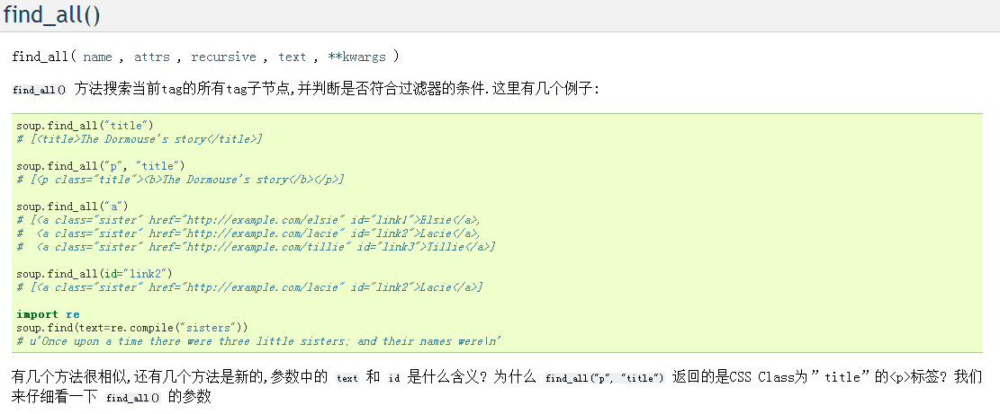 find_all()
find_all( name , attrs , recursive , text , **kwargs )
find_all() 方法搜索当前tag的所有tag子节点,并判断是否符合过滤器的条件.这里有几个例子:
soup.find_all("title")
# [<title>The Dormouse's story</title>]
soup.find_all("p", "title")
# [<p class="title"><b>The Dormouse's story</b></p>]
soup.find_all("a")
# [<a class="sister" href="http://example.com/elsie" id="link1">Elsie</a>,
#  <a class="sister" href="http://example.com/lacie" id="link2">Lacie</a>,
#  <a class="sister" href="http://example.com/tillie" id="link3">Tillie</a>]
soup.find_all(id="link2")
# [<a class="sister" href="http://example.com/lacie" id="link2">Lacie</a>]
import re
soup.find(text=re.compile("sisters"))
# u'Once upon a time there were three little sisters; and their names were\n'
有几个方法很相似,还有几个方法是新的,参数中的 text 和 id 是什么含义? 为什么 find_all("p", "title") 返回的是CSS Class为”title”的<p>标签? 我们
来仔细看一下 find_all() 的参数